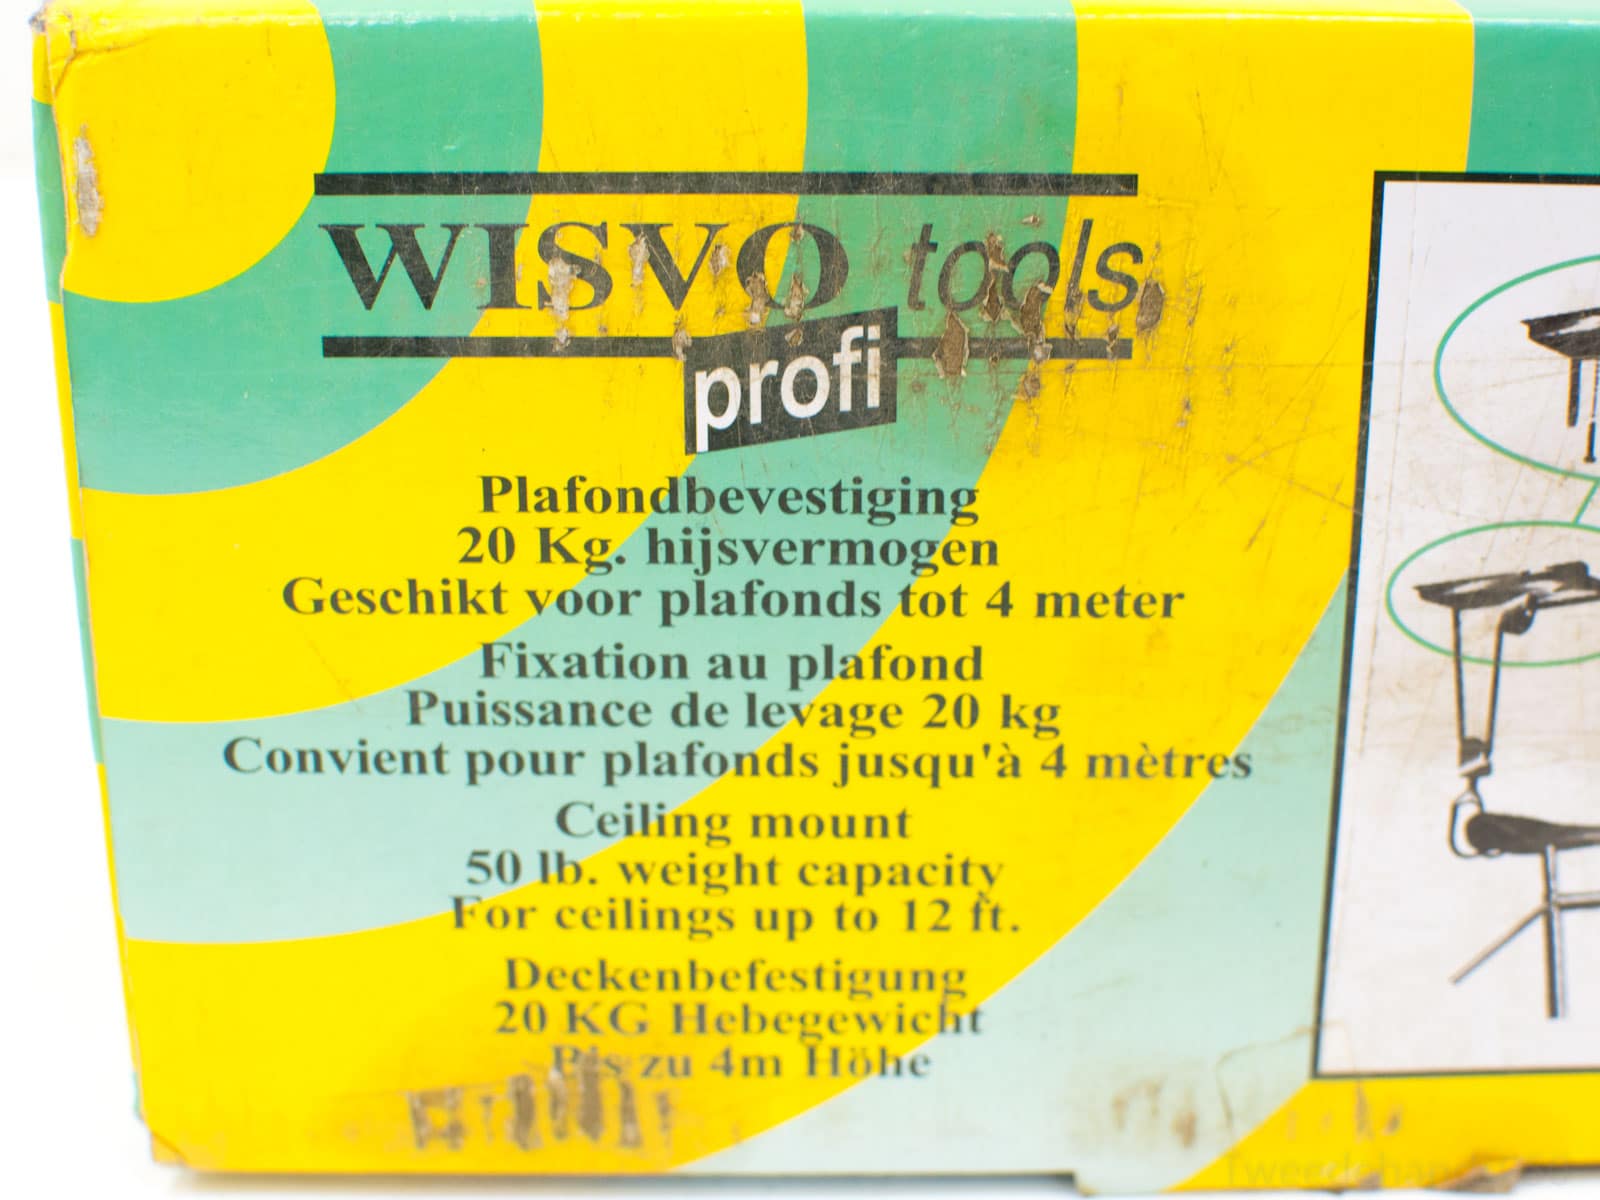 WISVO tools
profi
Plafondbevestiging
20 Kg. hijsvermogen
Geschikt voor plafonds tot 4 meter
Fixation au plafond
Puissance de levage 20 kg
Convient pour plafonds jusqu'à 4 mètres
Ceiling mount
50 lb. weight capacity
For ceilings up to 12 ft.
Deckenbefestigung
20 KG Hebegewicht
Bis zu 4m Höhe